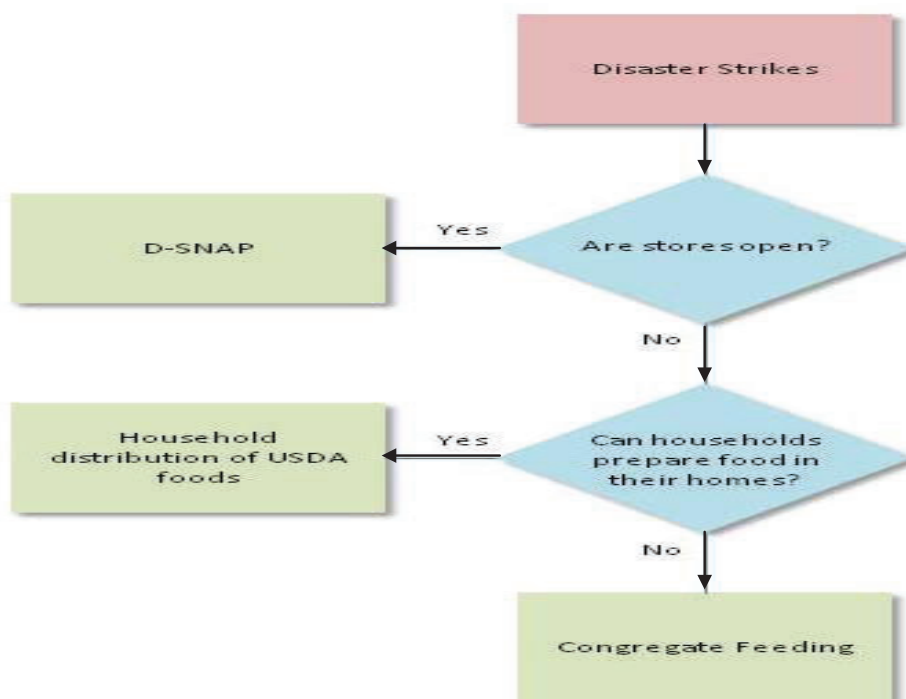 Disaster Strikes
Are stores open?
Yes
D-SNAP
No
Can households
prepare food in
their homes?
Yes
Household
distribution of USDA
foods
No
Congregate Feeding